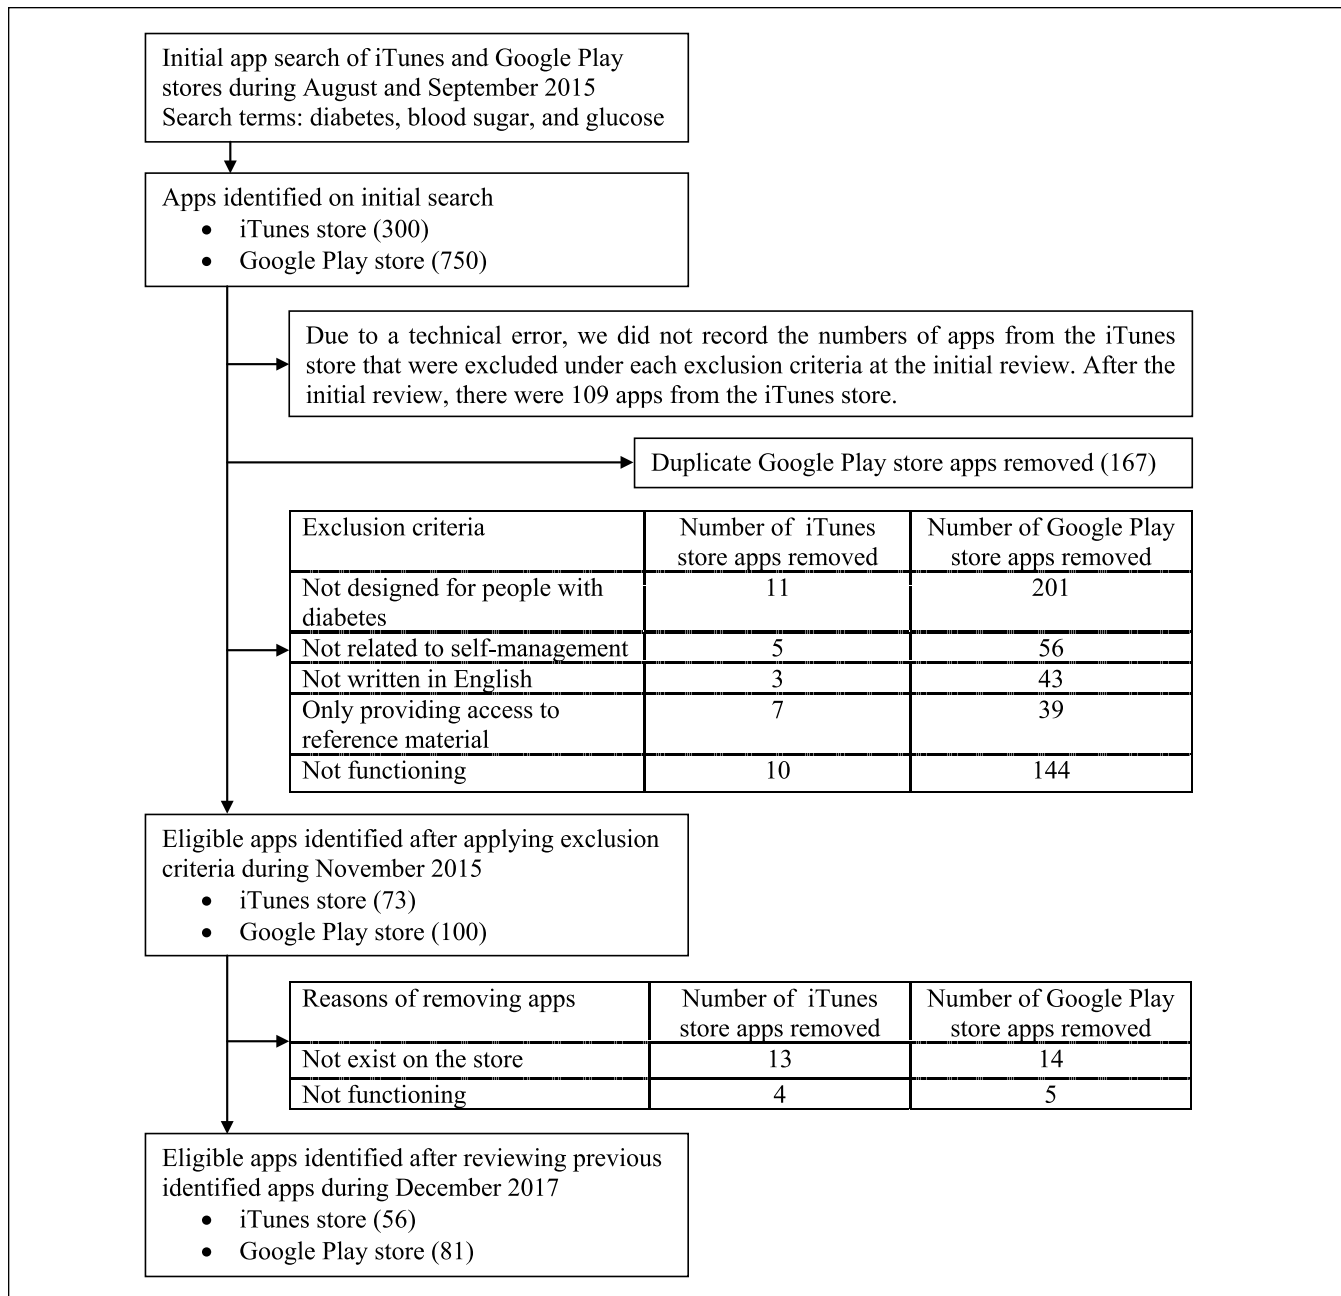 Initial app search of iTunes and Google Play
stores during August and September 2015
Search terms: diabetes, blood sugar, and glucose
Apps identified on initial search
• iTunes store (300)
• Google Play store (750)
Due to a technical error, we did not record the numbers of apps from the iTunes
store that were excluded under each exclusion criteria at the initial review. After the
initial review, there were 109 apps from the iTunes store.
Duplicate Google Play store apps removed (167)
Exclusion criteria Number of iTunes Number of Google Play
store apps removed store apps removed
Not designed for people with 11 201
diabetes
Not related to self-management 5 56
Not written in English 3 43
Only providing access to 7 39
reference material
Not functioning 10 144
Eligible apps identified after applying exclusion
criteria during November 2015
• iTunes store (73)
• Google Play store (100)
Reasons of removing apps Number of iTunes Number of Google Play
store apps removed store apps removed
Not exist on the store 13 14
Not functioning 4 5
Eligible apps identified after reviewing previous
identified apps during December 2017
• iTunes store (56)
• Google Play store (81)